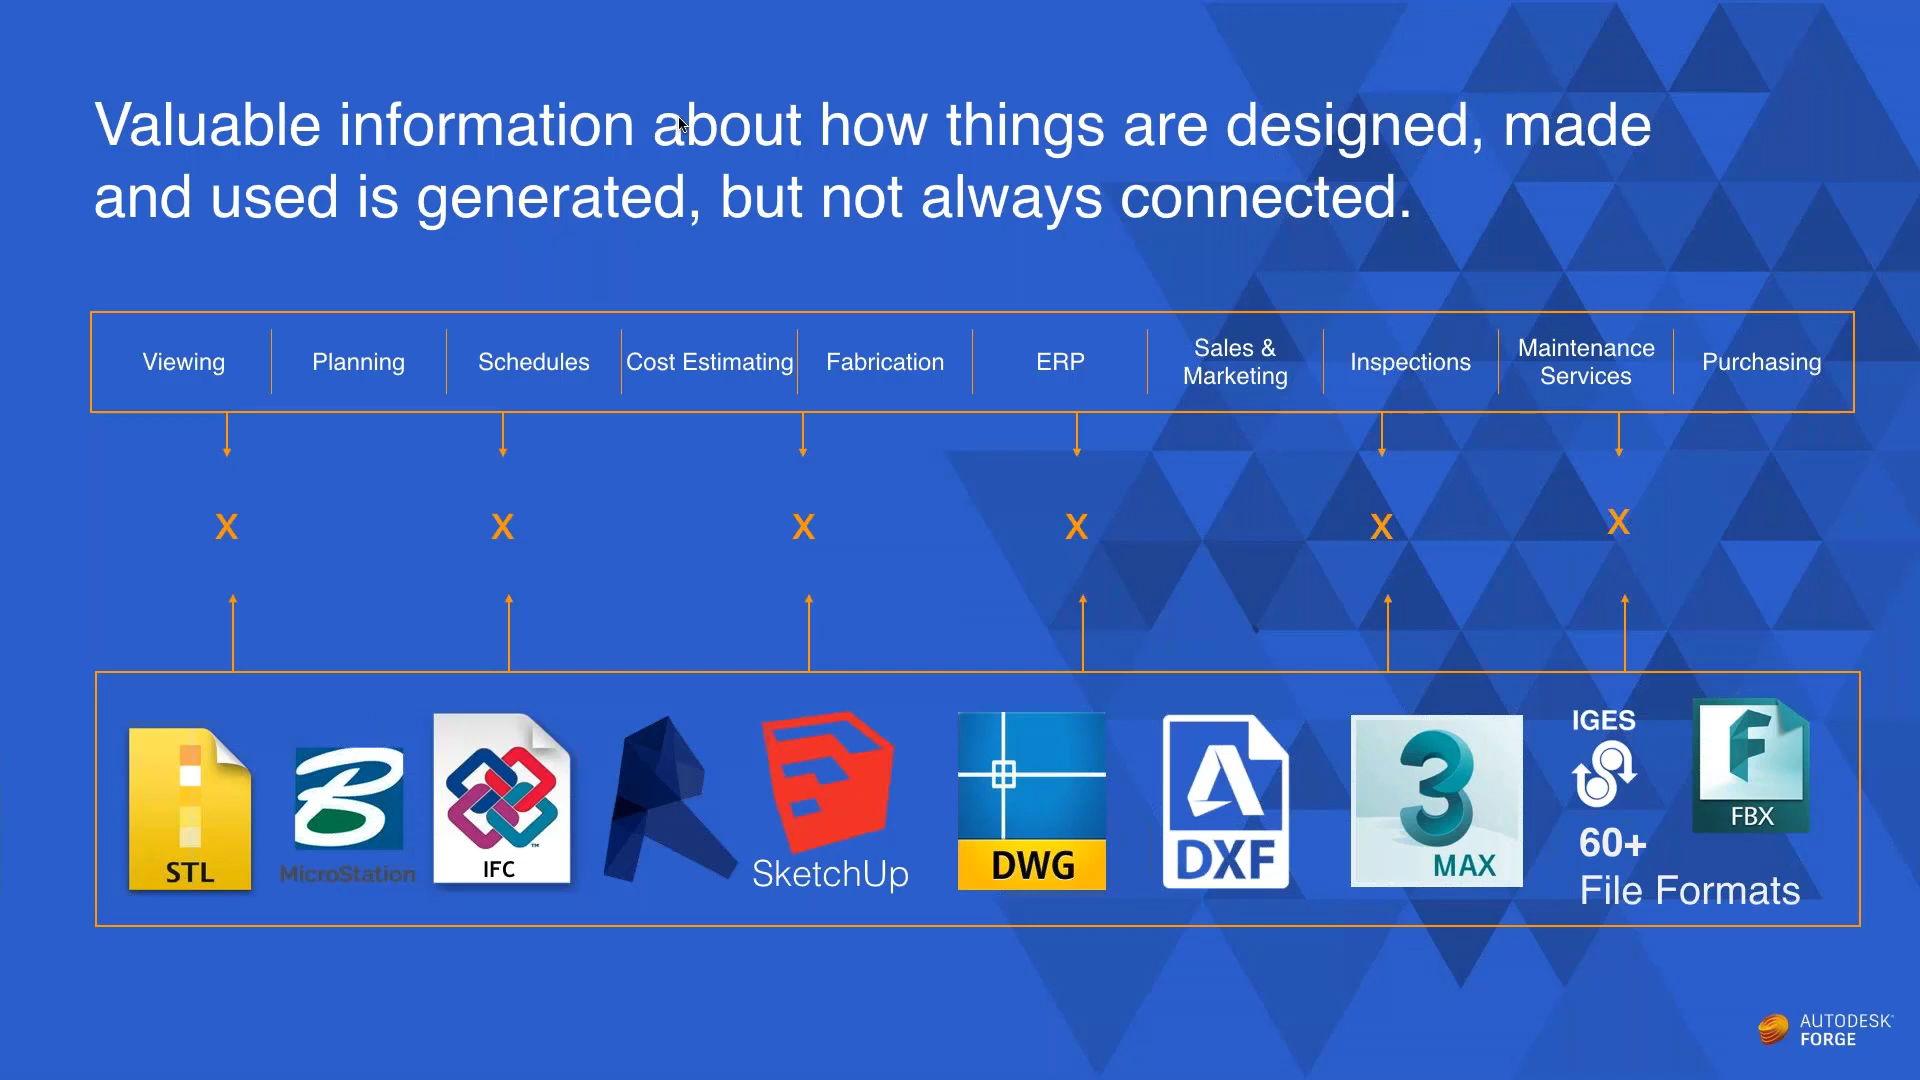 Valuable information about how things are designed, made
and used is generated, but not always connected.
Viewing
Planning
Schedules
Cost Estimating
Fabrication
ERP
Sales &
Marketing
Inspections
Maintenance
Services
Purchasing
X
X
X
X
X
X
STL
MicroStation
IFC
SketchUp
DWG
DXF
3
MAX
IGES
60+
File Formats
FBX
AUTODESK
FORGE